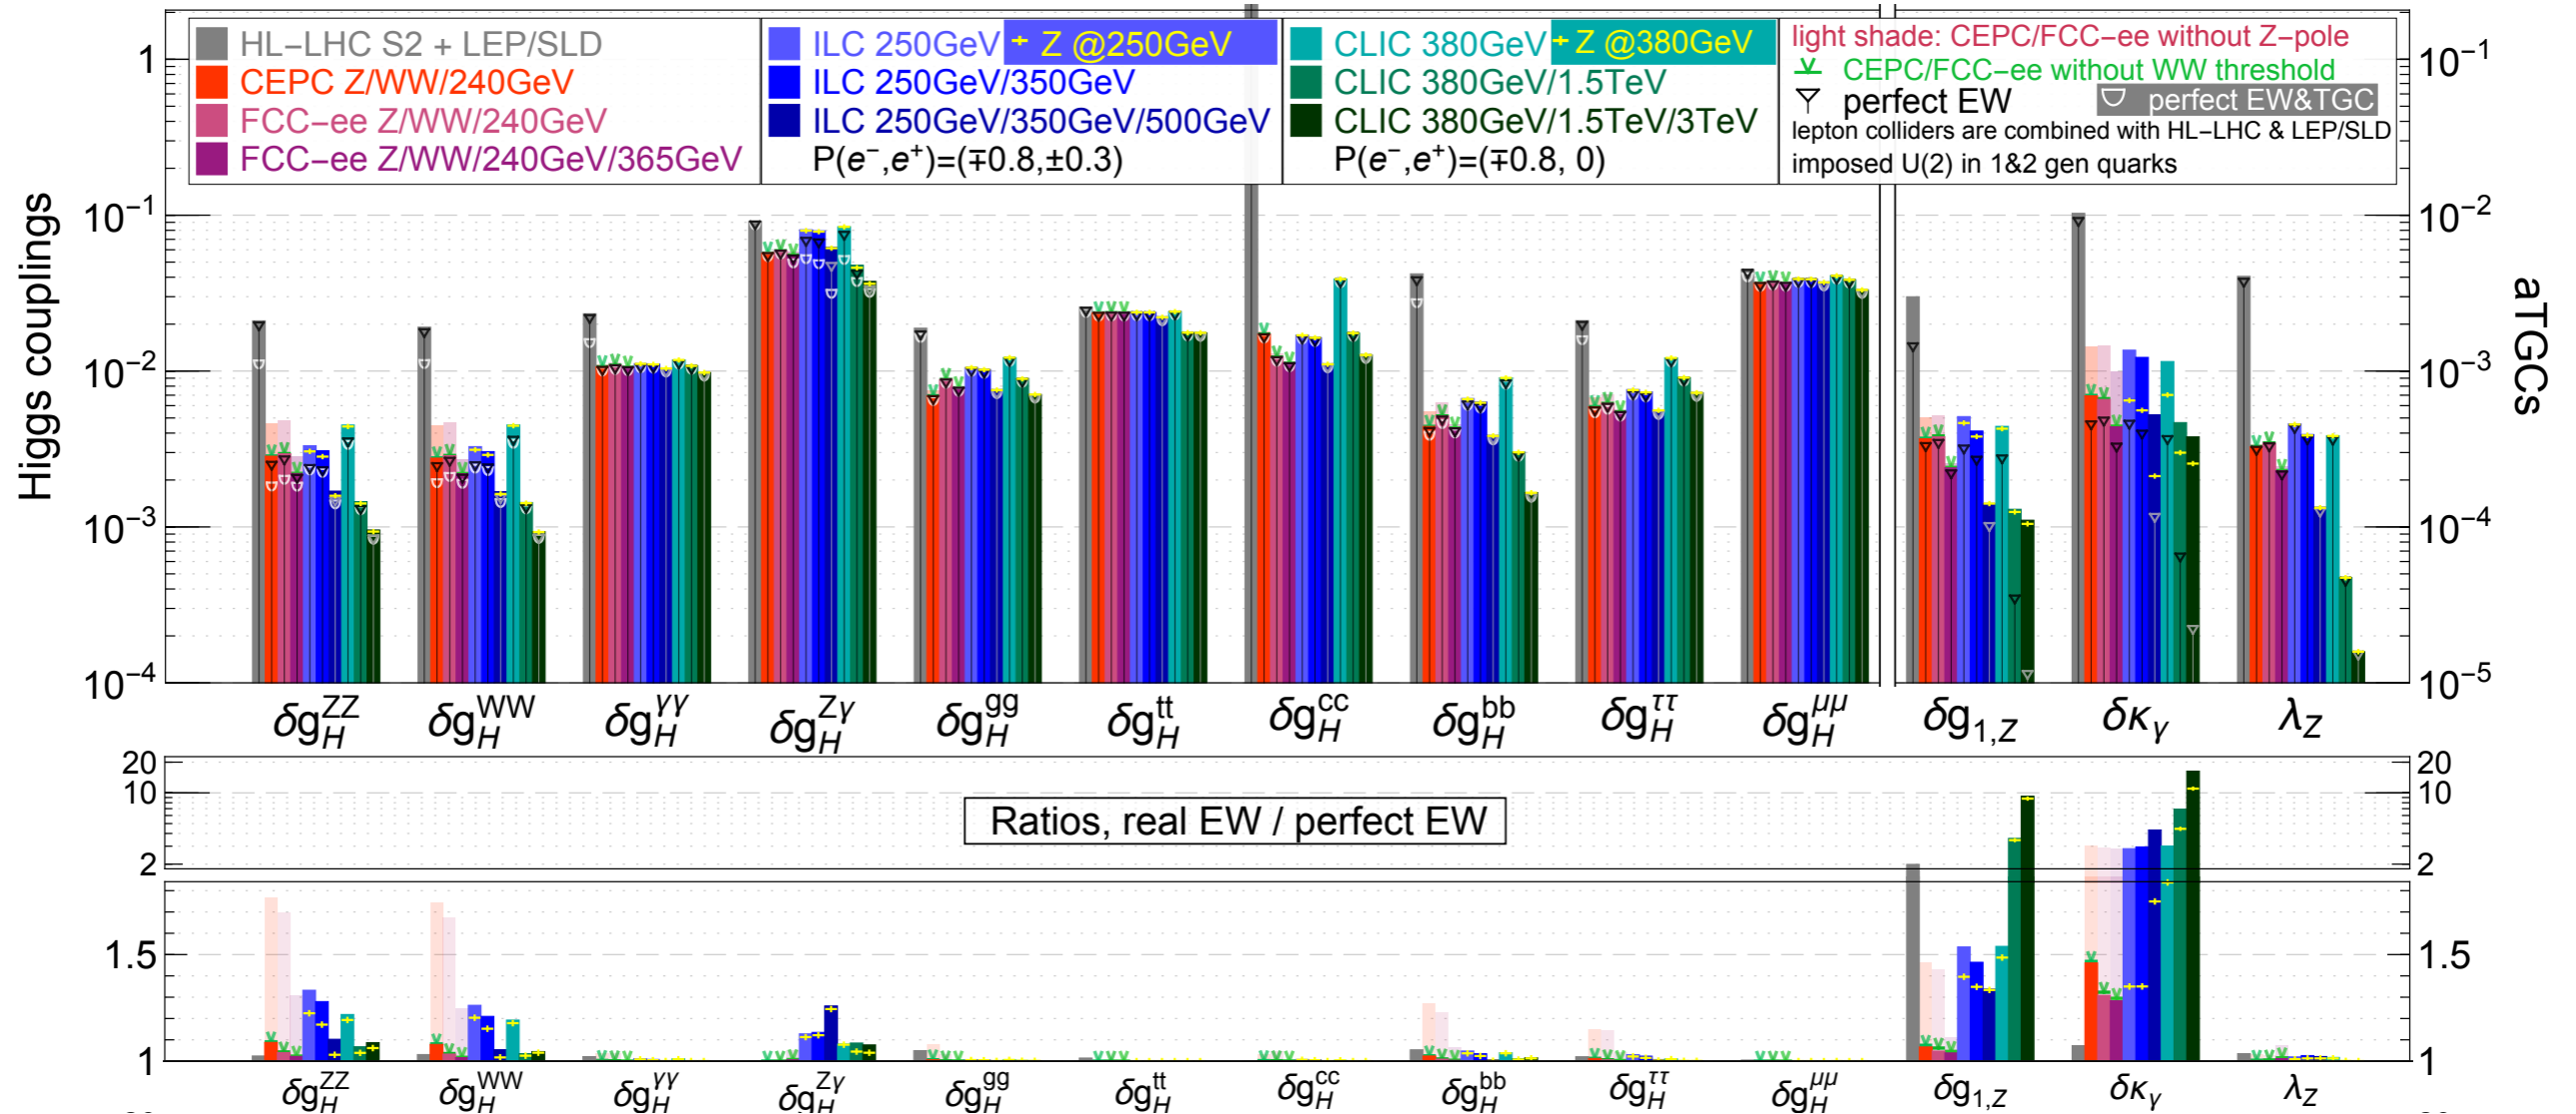 HL−LHC S2 + LEP/SLD
CEPC Z/WW/240GeV
FCC−ee Z/WW/240GeV
FCC−ee Z/WW/240GeV/365GeV
ILC 250GeV + Z @250GeV
ILC 250GeV/350GeV
ILC 250GeV/350GeV/500GeV
P(e⁻,e⁺)=(∓0.8,±0.3)
CLIC 380GeV + Z @380GeV
CLIC 380GeV/1.5TeV
CLIC 380GeV/1.5TeV/3TeV
P(e⁻,e⁺)=(∓0.8, 0)
light shade: CEPC/FCC−ee without Z−pole
CEPC/FCC−ee without WW threshold
perfect EW perfect EW&TGC
lepton colliders are combined with HL−LHC & LEP/SLD
imposed U(2) in 1&2 gen quarks
Higgs couplings
1
10⁻¹
10⁻²
10⁻³
10⁻⁴
aTGCs
10⁻¹
10⁻²
10⁻³
10⁻⁴
10⁻⁵
δg_H^ZZ δg_H^WW δg_H^γγ δg_H^Zγ δg_H^gg δg_H^tt δg_H^cc δg_H^bb δg_H^ττ δg_H^μμ δg_1,Z δκ_γ λ_Z
Ratios, real EW / perfect EW
20 20
10 10
2 2
1.5 1.5
1 1
δg_H^ZZ δg_H^WW δg_H^γγ δg_H^Zγ δg_H^gg δg_H^tt δg_H^cc δg_H^bb δg_H^ττ δg_H^μμ δg_1,Z δκ_γ λ_Z